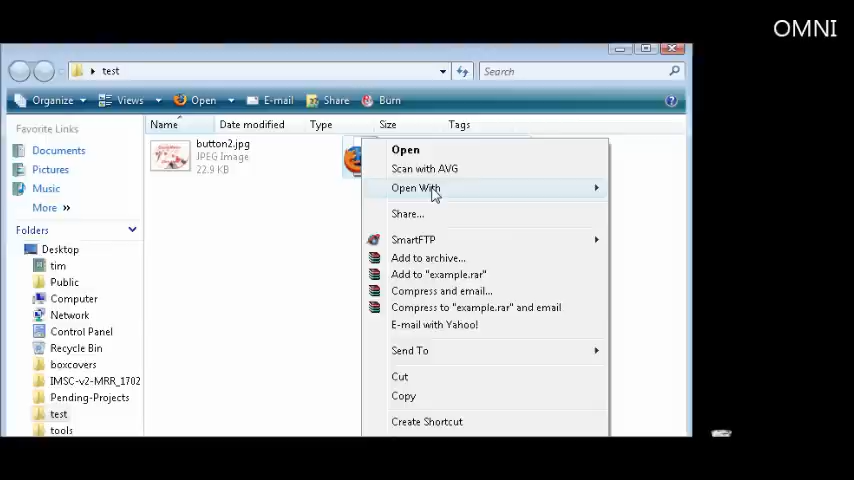 OMNI
test
Search
Organize Views Open E-mail Share Burn
Favorite Links
Documents
Pictures
Music
More »
Folders
Desktop
tim
Public
Computer
Network
Control Panel
Recycle Bin
boxcovers
IMSC-v2-MRR_1702
Pending-Projects
test
tools
Name Date modified Type Size Tags
button2.jpg
JPEG Image
22.9 KB
Open
Scan with AVG
Open With
Share...
SmartFTP
Add to archive...
Add to "example.rar"
Compress and email...
Compress to "example.rar" and email
E-mail with Yahoo!
Send To
Cut
Copy
Create Shortcut